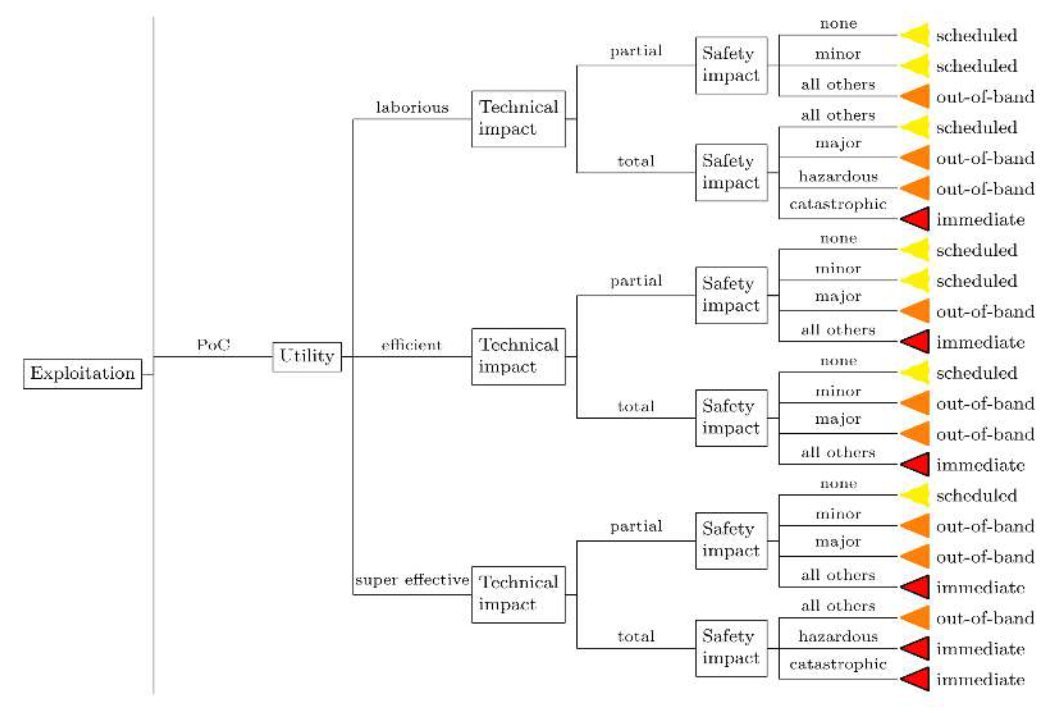 Exploitation
PoC
Utility
laborious
Technical
impact
partial
Safety
impact
none
scheduled
minor
scheduled
all others
out-of-band
total
Safety
impact
all others
scheduled
major
out-of-band
hazardous
out-of-band
catastrophic
immediate
efficient
Technical
impact
partial
Safety
impact
none
scheduled
minor
scheduled
major
out-of-band
all others
immediate
total
Safety
impact
none
scheduled
minor
out-of-band
major
out-of-band
all others
immediate
super effective
Technical
impact
partial
Safety
impact
none
scheduled
minor
out-of-band
major
out-of-band
all others
immediate
total
Safety
impact
all others
out-of-band
hazardous
immediate
catastrophic
immediate